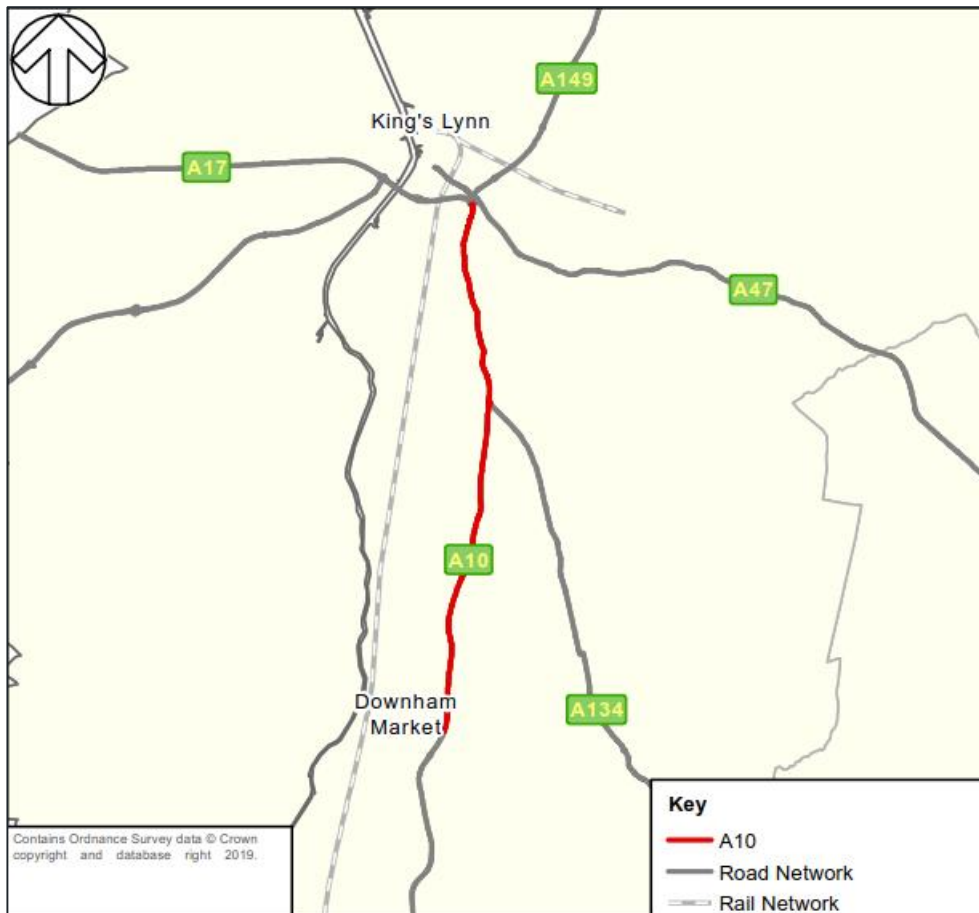 A149
King's Lynn
A17
A47
A10
Downham
Market
A134
Key
A10
Road Network
Rail Network
Contains Ordnance Survey data © Crown
copyright and database right 2019.